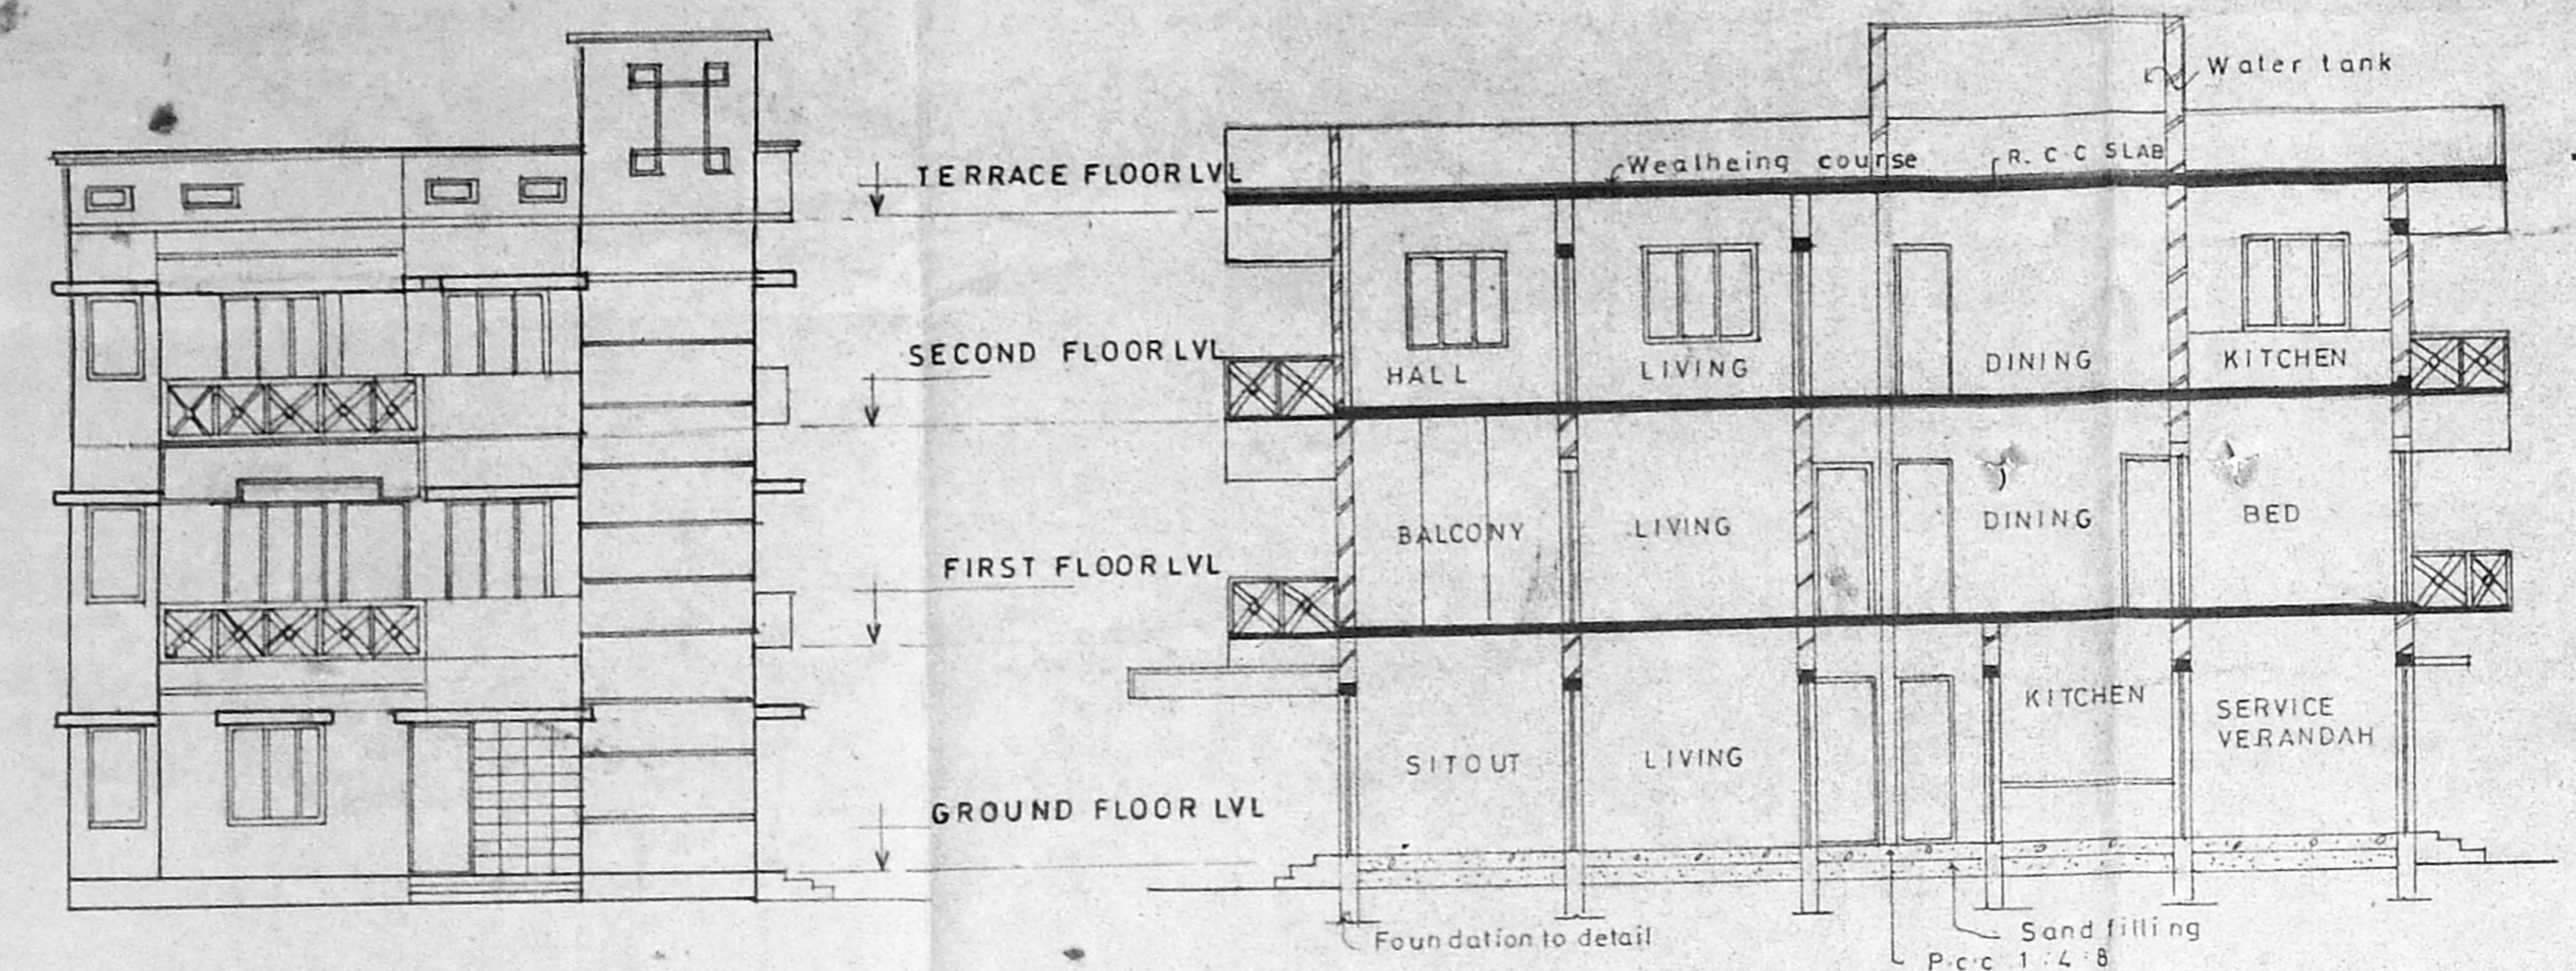 Water tank
TERRACE FLOOR LVL
Wealheing course
R. C. C SLAB
SECOND FLOOR LVL
HALL
LIVING
DINING
KITCHEN
FIRST FLOOR LVL
BALCONY
LIVING
DINING
BED
GROUND FLOOR LVL
SITOUT
LIVING
KITCHEN
SERVICE
VERANDAH
Foundation to detail
Sand filling
P.c.c 1:4:8